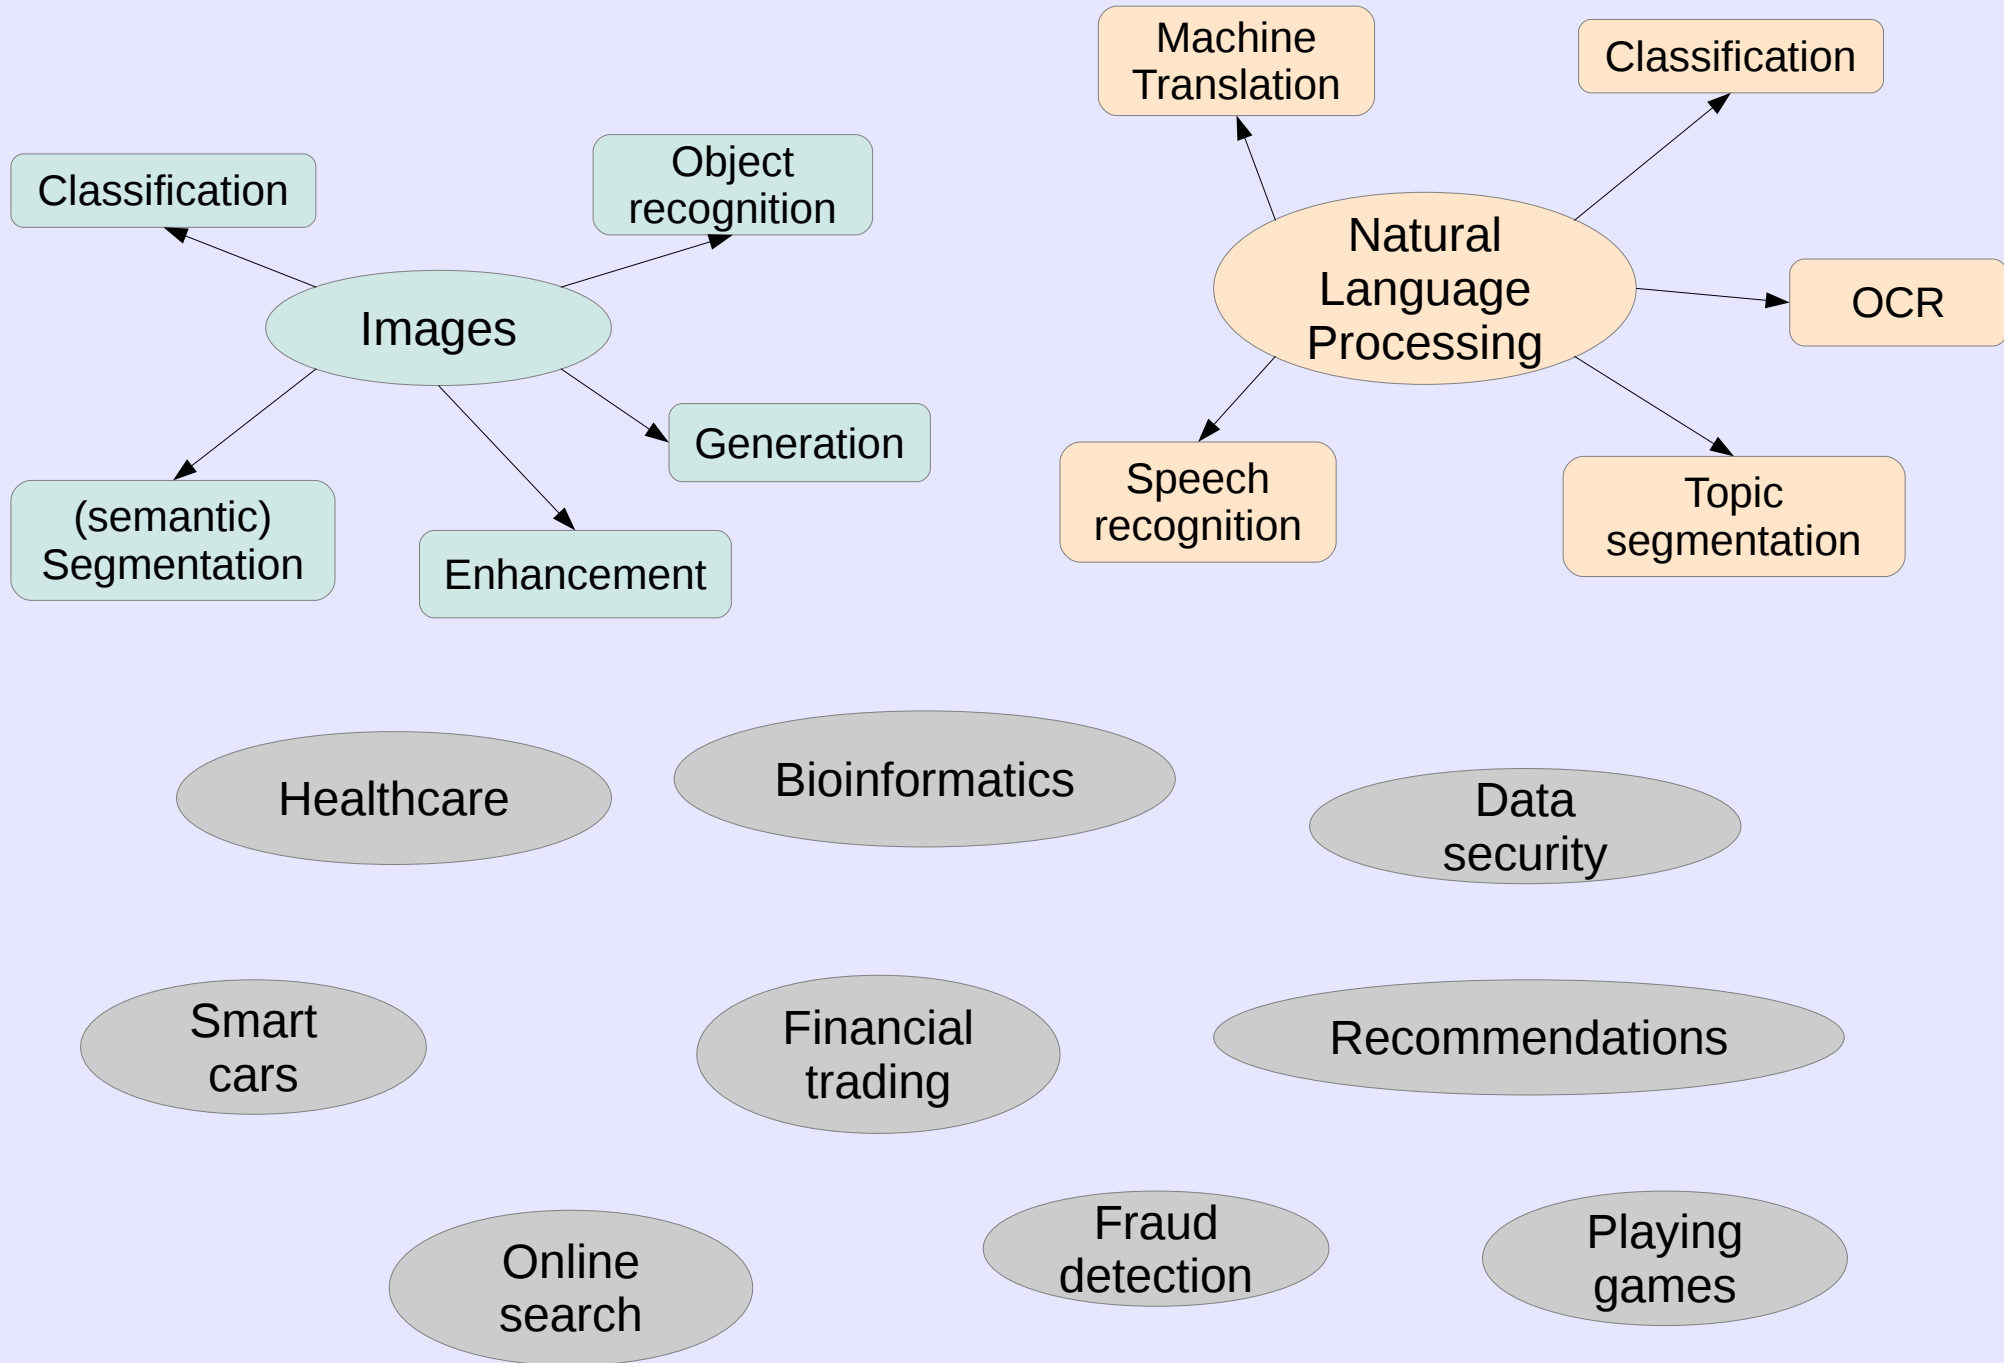 Machine
Translation
Classification
Classification
Object
recognition
Natural
Language
Processing
OCR
Images
Generation
Speech
recognition
Topic
segmentation
(semantic)
Segmentation
Enhancement
Healthcare
Bioinformatics
Data
security
Smart
cars
Financial
trading
Recommendations
Online
search
Fraud
detection
Playing
games